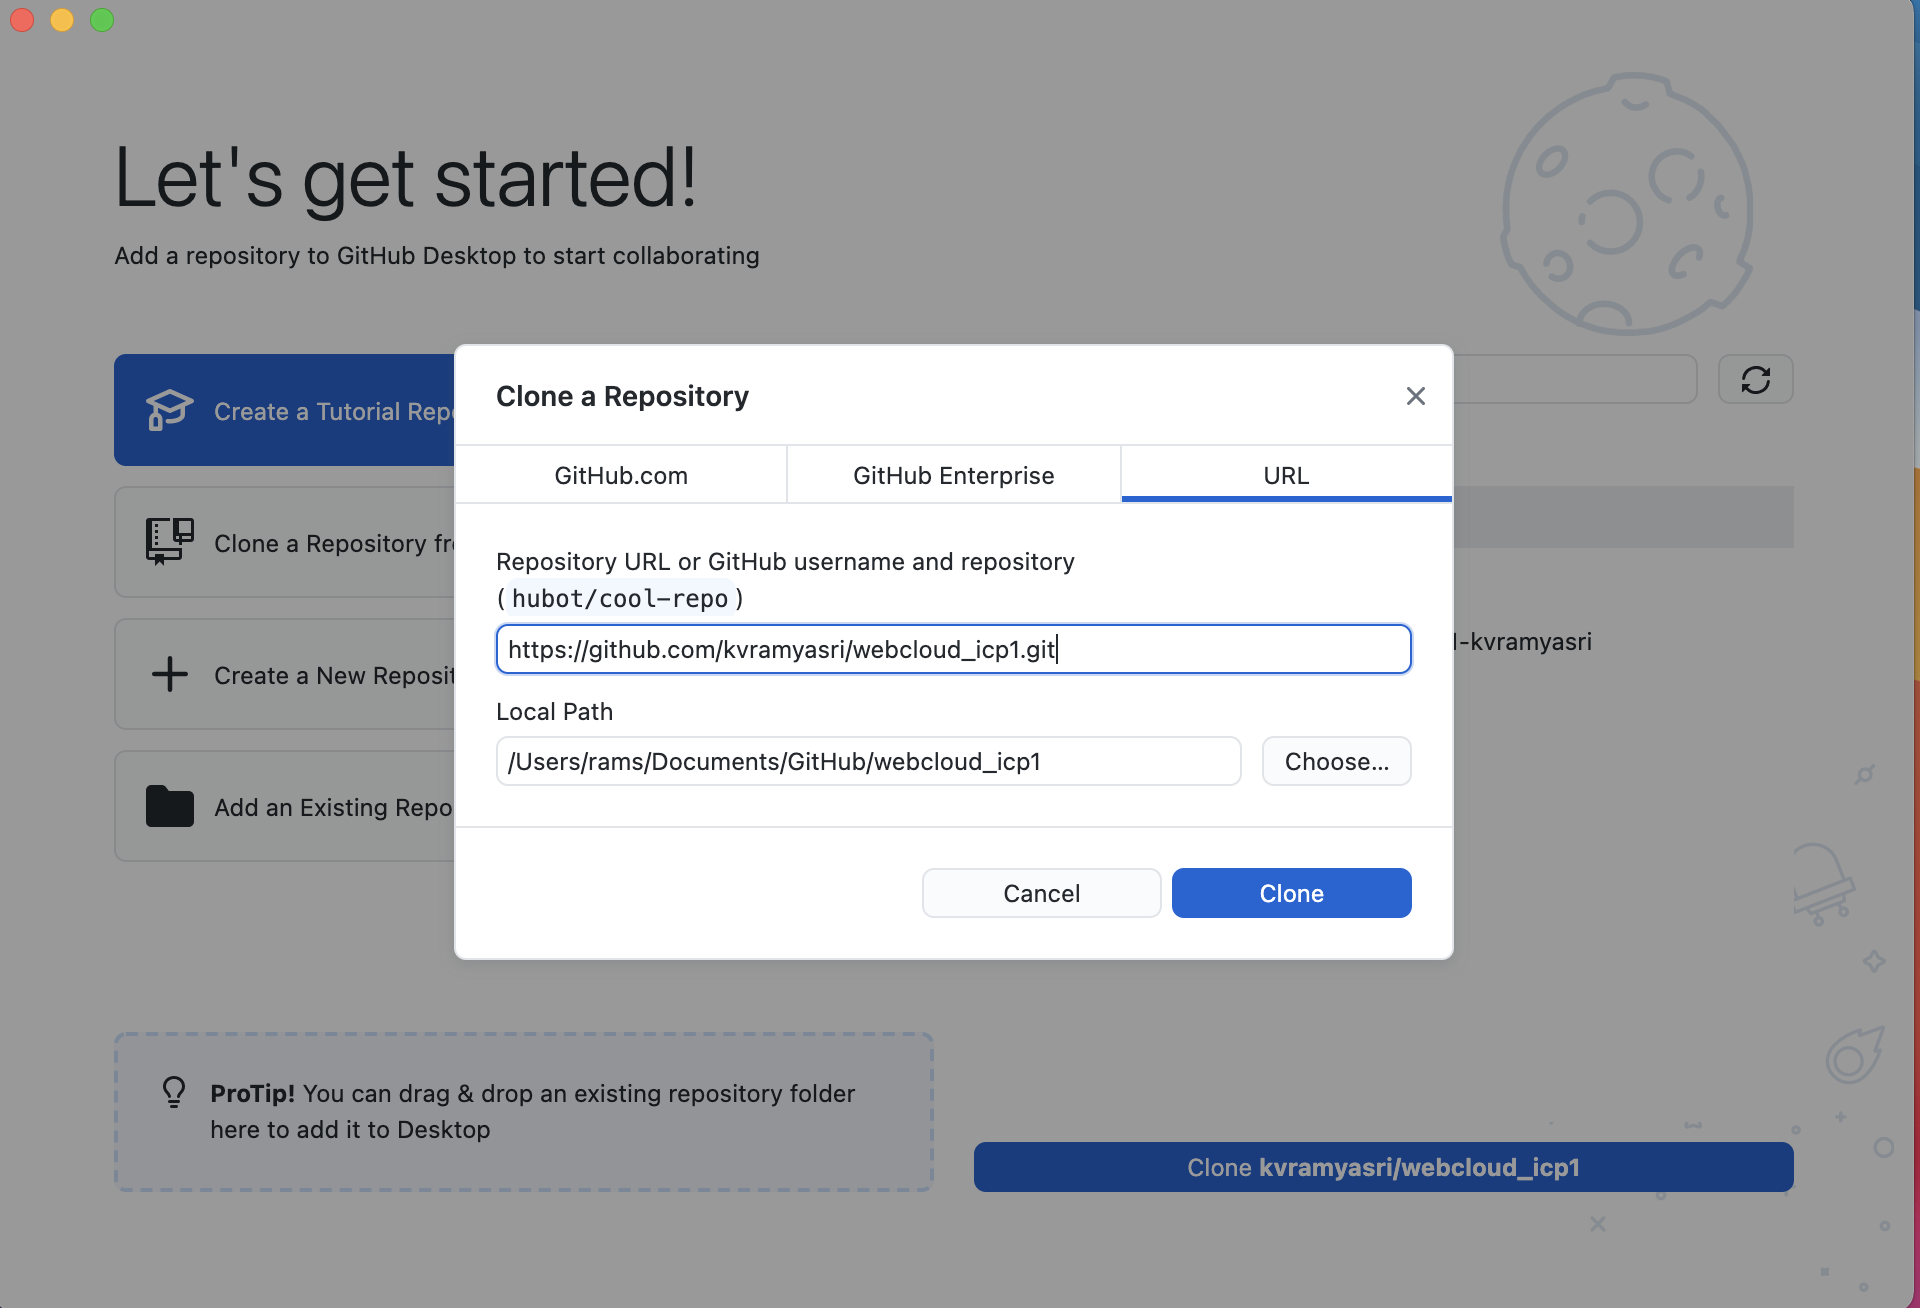 Let's get started!
Add a repository to GitHub Desktop to start collaborating
Create a Tutorial Rep
Clone a Repository
Create a New
Add an Existing Repo
Clone a Repository
GitHub.com
GitHub Enterprise
URL
Repository URL or GitHub username and repository
(hubot/cool-repo)
https://github.com/kvramyasri/webcloud_icp1.git
Local Path
/Users/rams/Documents/GitHub/webcloud_icp1
Choose...
Cancel
Clone
-kvramyasri
ProTip! You can drag & drop an existing repository folder
here to add it to Desktop
Clone kvramyasri/webcloud_icp1